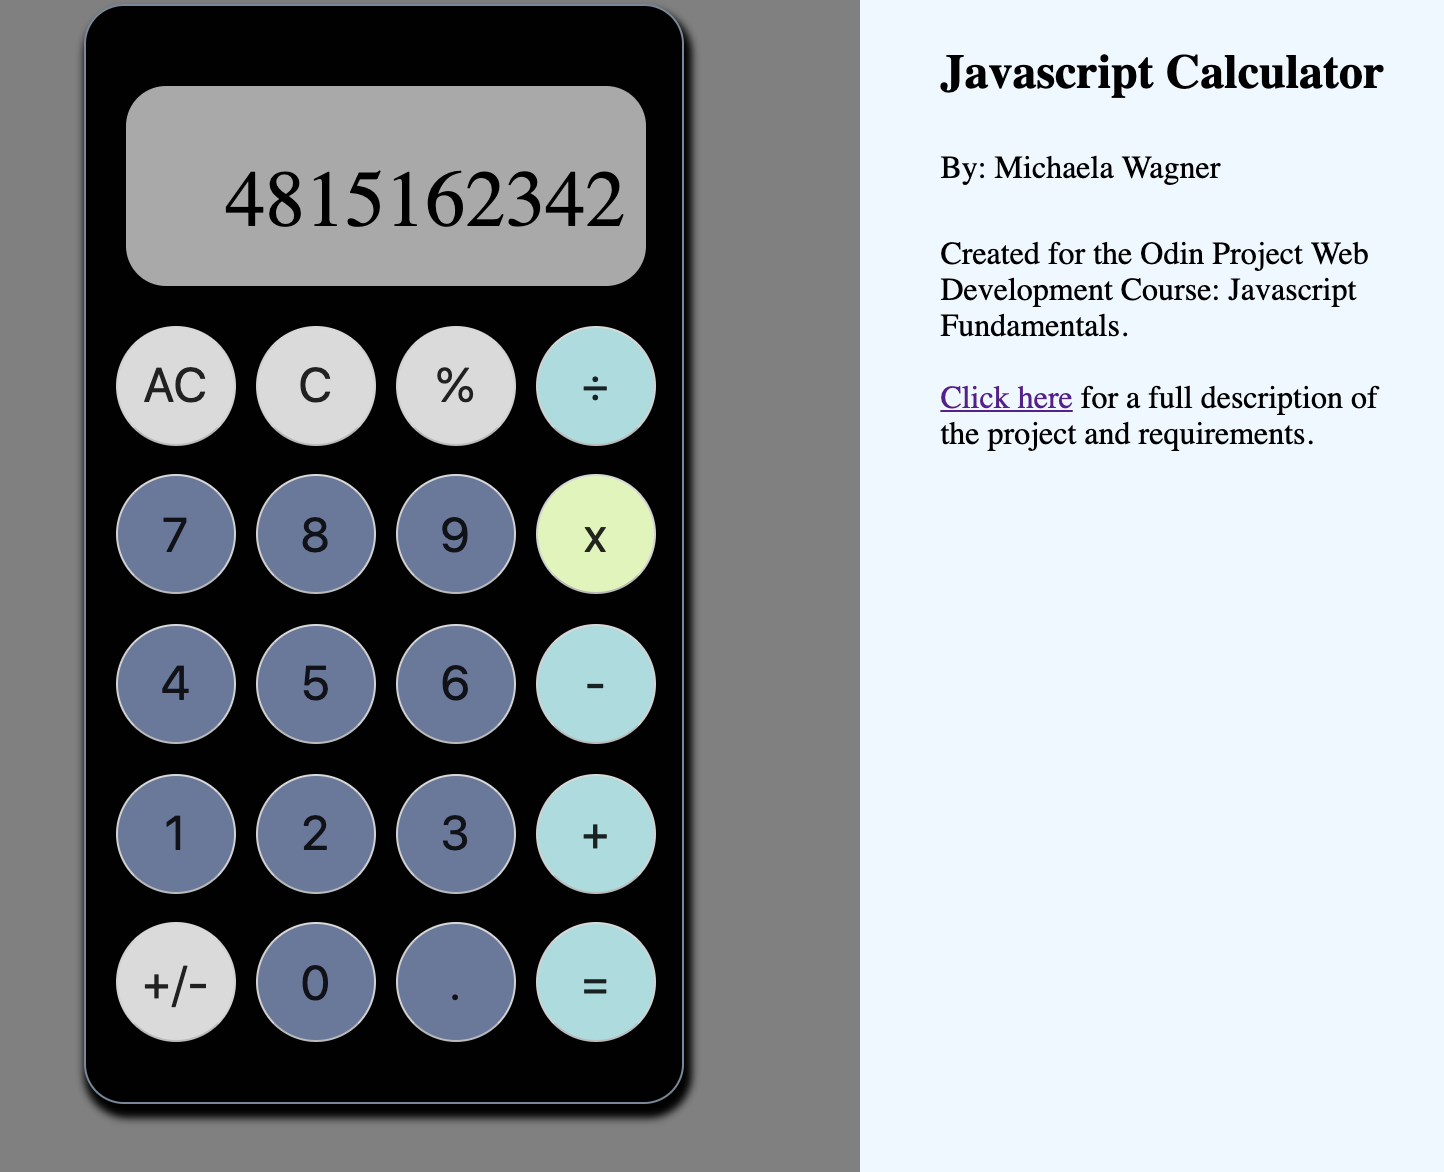 4815162342
AC C % ÷
7 8 9 x
4 5 6 -
1 2 3 +
+/- 0 . =
Javascript Calculator
By: Michaela Wagner
Created for the Odin Project Web
Development Course: Javascript
Fundamentals.
Click here for a full description of
the project and requirements.